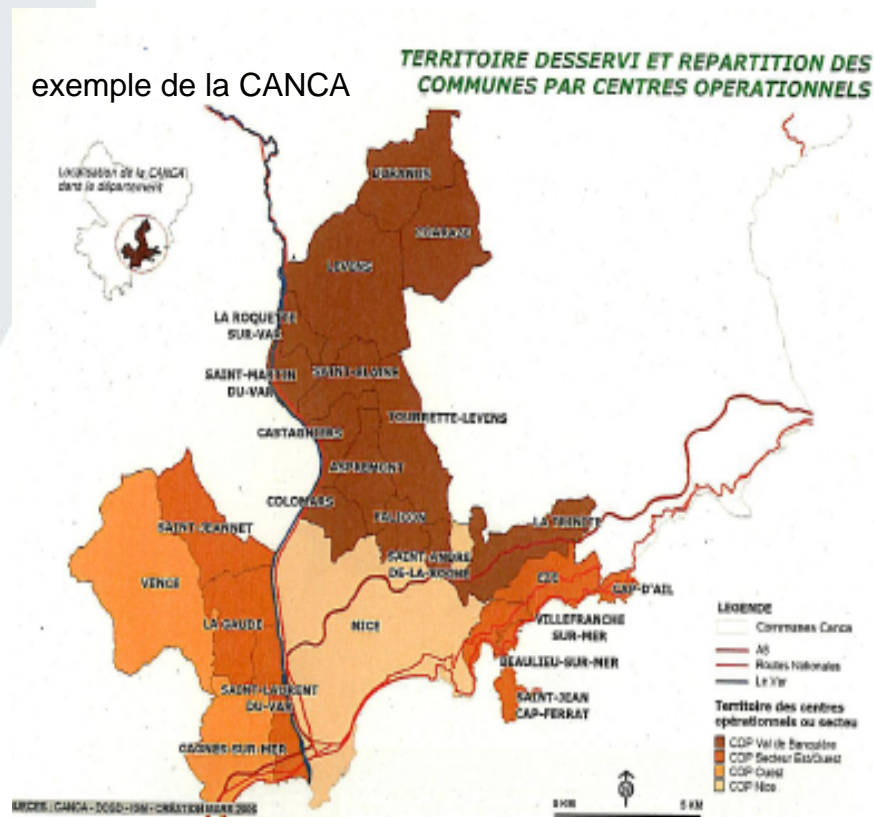 TERRITOIRE DESSERVI ET REPARTITION DES
COMMUNES PAR CENTRES OPERATIONNELS
exemple de la CANCA
Localisation de la CANCA
dans le département
LEVENS
LA ROQUETTE
SUR-VAR
SAINT-MARTIN
DU-VAR
SAINT-BLAISE
TOURRETTE-LEVENS
CASTAGNIERS
ASPREMONT
COLOMARS
FALICON
LA TRINITE
SAINT-JEANNET
SAINT-ANDRE
DE-LA-ROCHE
VENCE
EZE
CAP-D'AIL
LA GAUDE
NICE
VILLEFRANCHE
SUR-MER
BEAULIEU-SUR-MER
SAINT-LAURENT
DU-VAR
SAINT-JEAN
CAP-FERRAT
CAGNES-SUR-MER
LEGENDE
Communes Canca
A8
Routes Nationales
Le Var
Territoire des centres
opérationnels ou secteu
COP Val de Banquière
COP Secteur Est/Ouest
COP Ouest
COP Nice
0 KM 5 KM